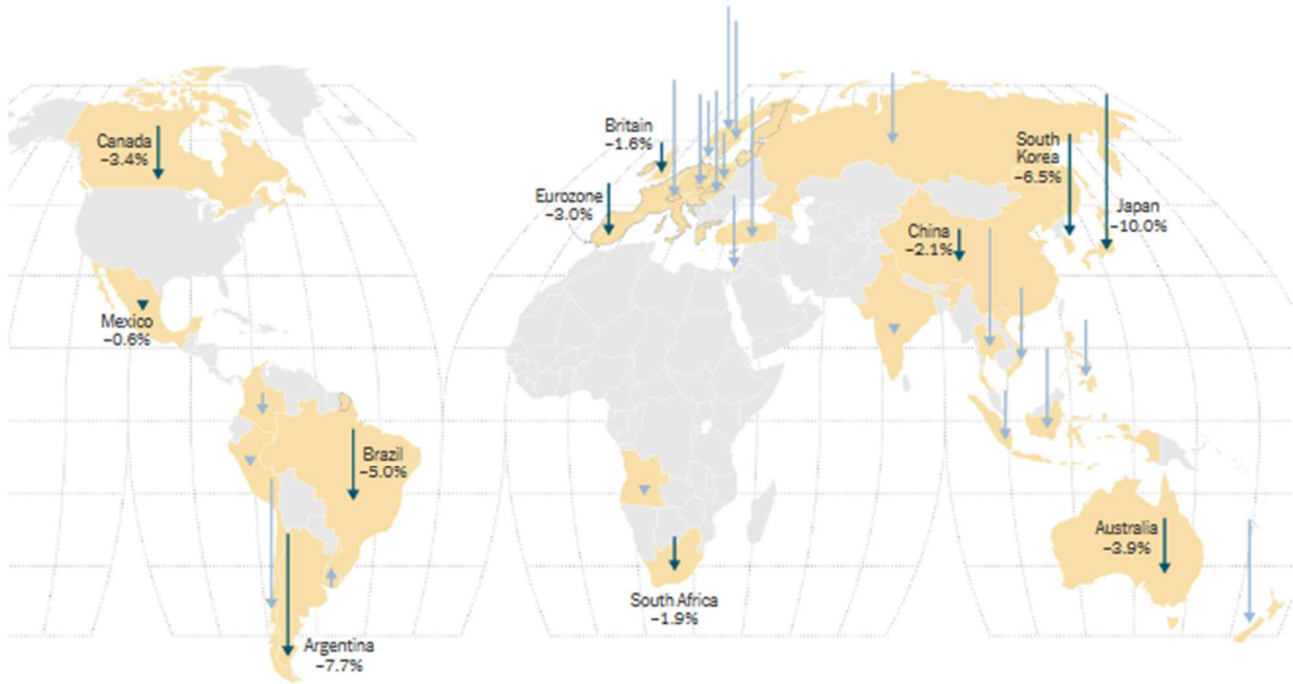 Canada
−3.4%
Mexico
−0.6%
Brazil
−5.0%
Argentina
−7.7%
Britain
−1.6%
Eurozone
−3.0%
South Africa
−1.9%
China
−2.1%
South
Korea
−6.5%
Japan
−10.0%
Australia
−3.9%